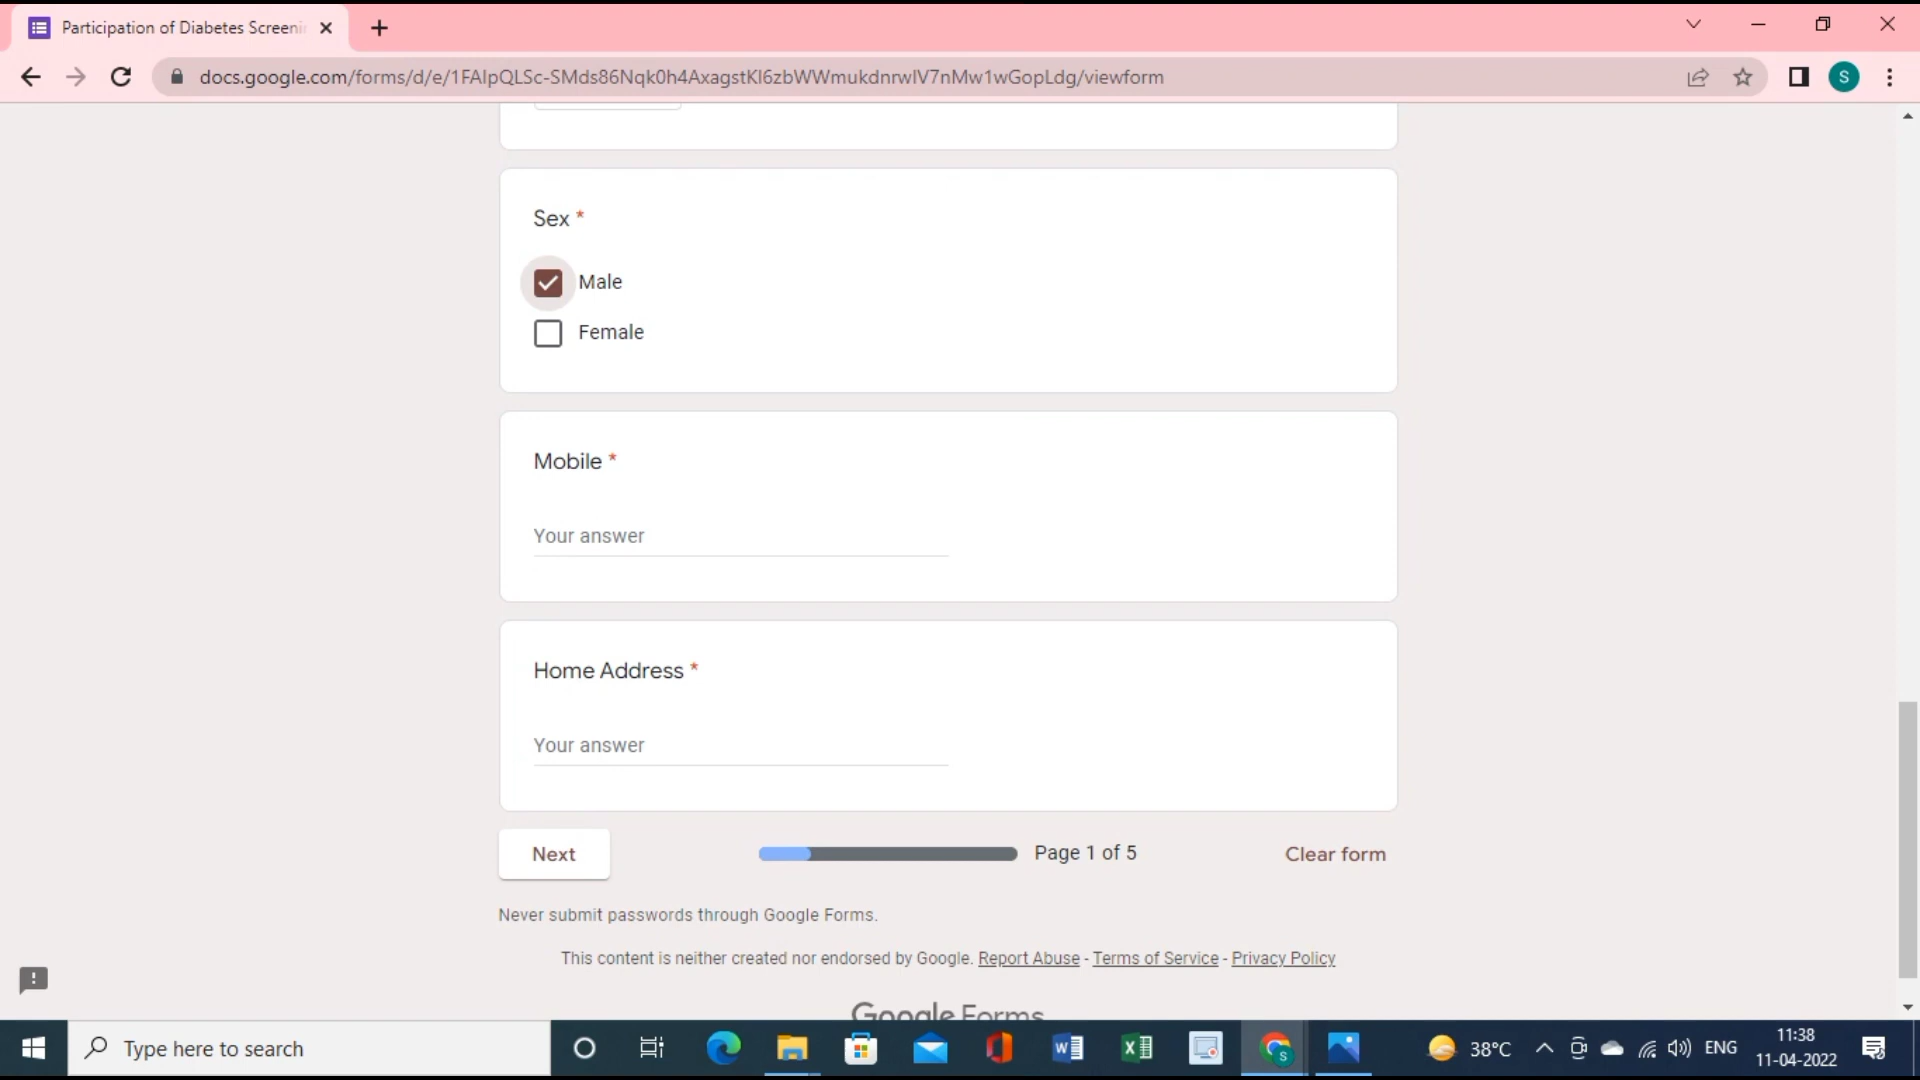 Participation of Diabetes Screeni
docs.google.com/forms/d/e/1FAIpQLSc-SMds86Nqk0h4AxagstKl6zbWWmukdnrwIV7nMw1wGopLdg/viewform
S
Sex *
Male
Female
Mobile *
Your answer
Home Address *
Your answer
Next
Page 1 of 5
Clear form
Never submit passwords through Google Forms.
This content is neither created nor endorsed by Google. Report Abuse - Terms of Service - Privacy Policy
Google Forms
Type here to search
38°C
ENG
11:38
11-04-2022